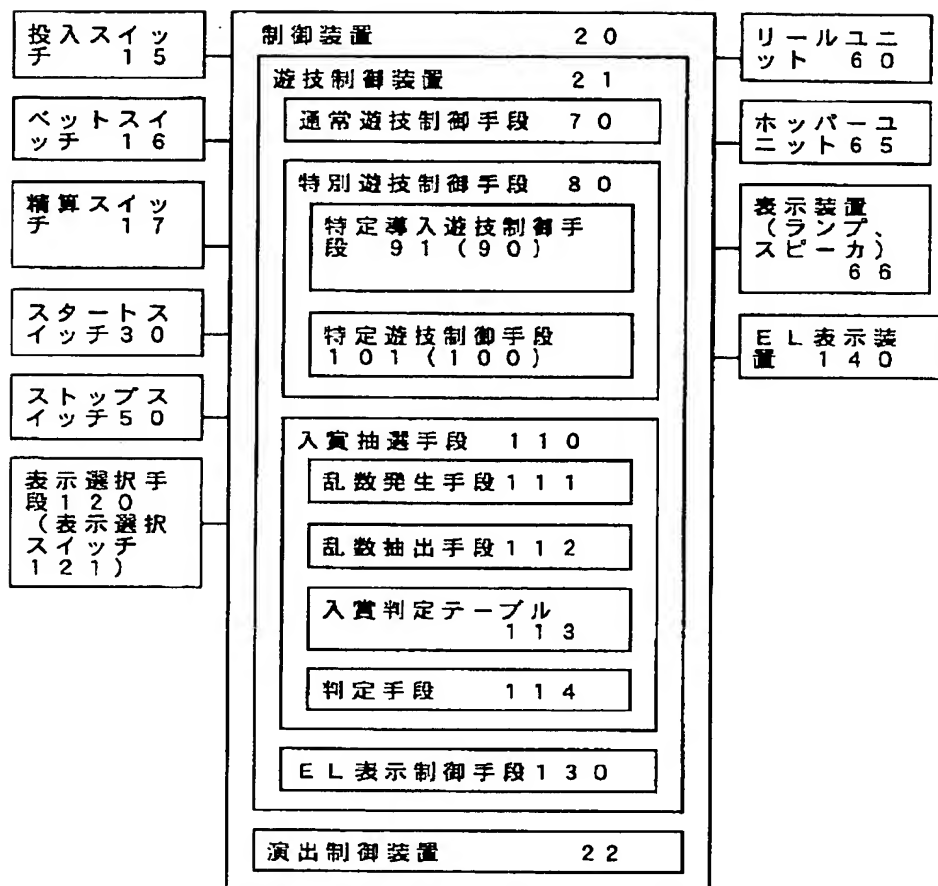 投入スイッ
チ 15
ベットスイ
ッチ 16
精算スイッ
チ 17
スタートス
イッチ30
ストップス
イッチ50
表示選択手
段120
(表示選択
スイッチ
121)
制御装置 20
遊技制御装置 21
通常遊技制御手段 70
特別遊技制御手段 80
特定導入遊技制御手
段 91(90)
特定遊技制御手段
101(100)
入賞抽選手段 110
乱数発生手段111
乱数抽出手段112
入賞判定テーブル
113
判定手段 114
EL表示制御手段130
演出制御装置 22
リールユニ
ット 60
ホッパーユ
ニット65
表示装置
(ランプ、
スピーカ)
66
EL表示装
置 140